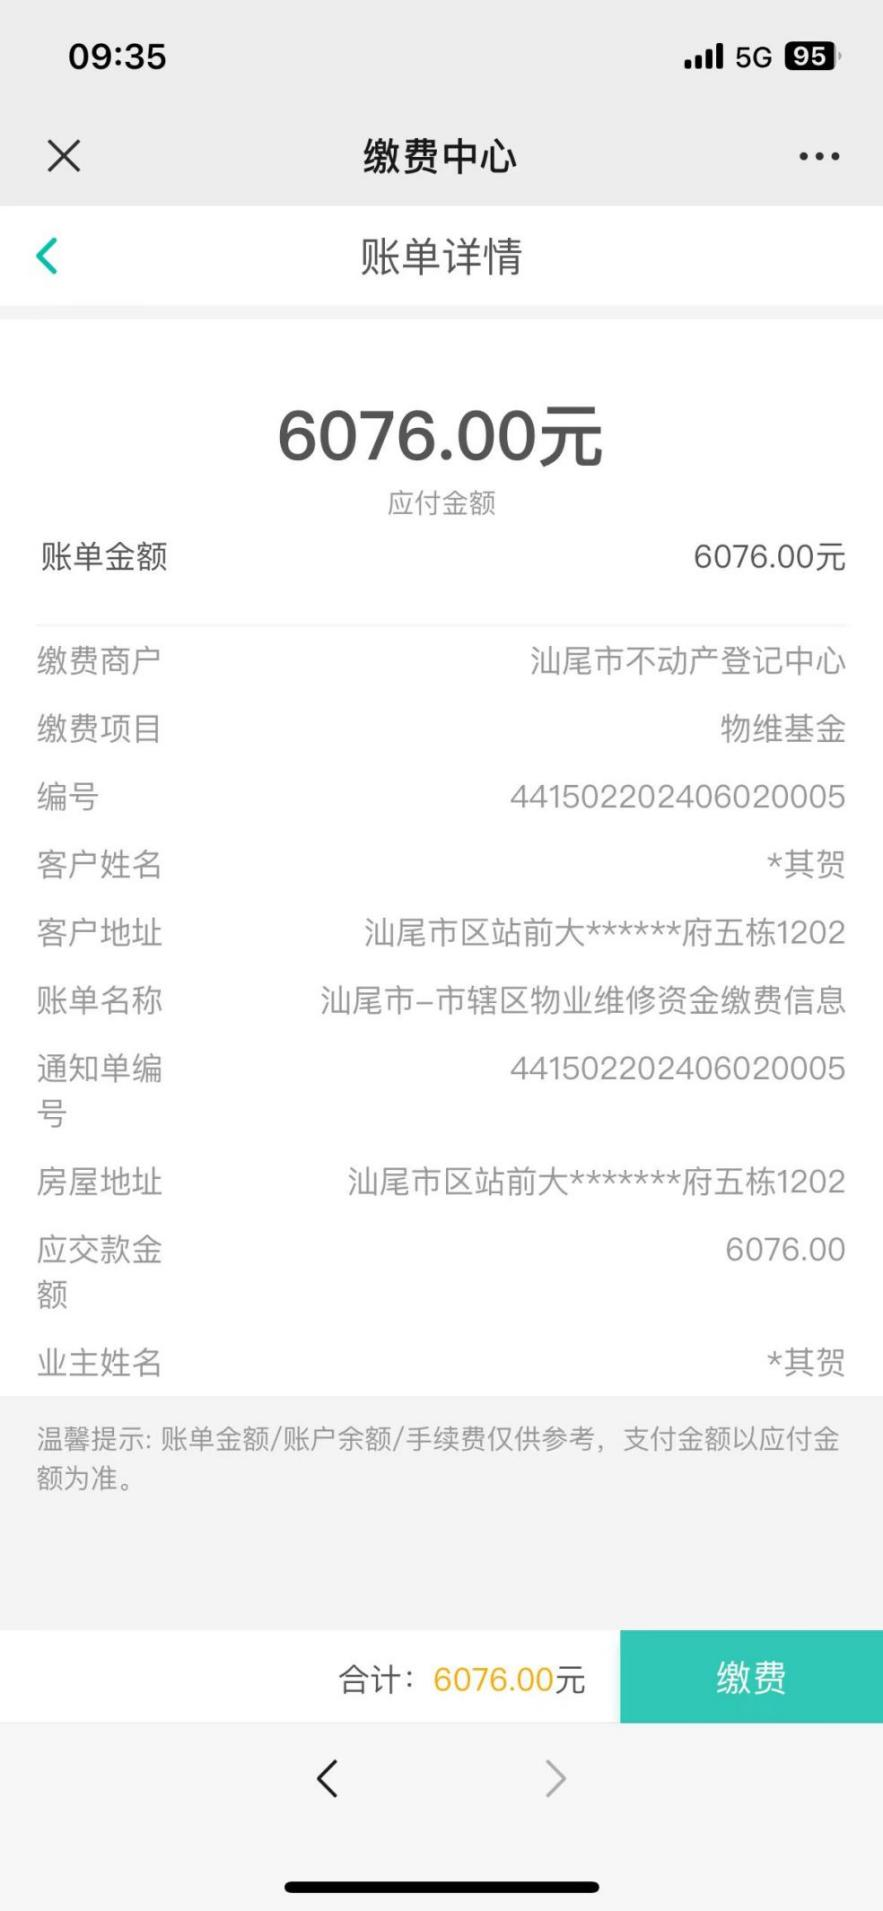 09:35
5G 95
缴费中心
账单详情
6076.00元
应付金额
账单金额 6076.00元
缴费商户 汕尾市不动产登记中心
缴费项目 物维基金
编号 441502202406020005
客户姓名 *其贺
客户地址 汕尾市区站前大******府五栋1202
账单名称 汕尾市-市辖区物业维修资金缴费信息
通知单编 441502202406020005
号
房屋地址 汕尾市区站前大*******府五栋1202
应交款金 6076.00
额
业主姓名 *其贺
温馨提示: 账单金额/账户余额/手续费仅供参考，支付金额以应付金
额为准。
合计：6076.00元 缴费